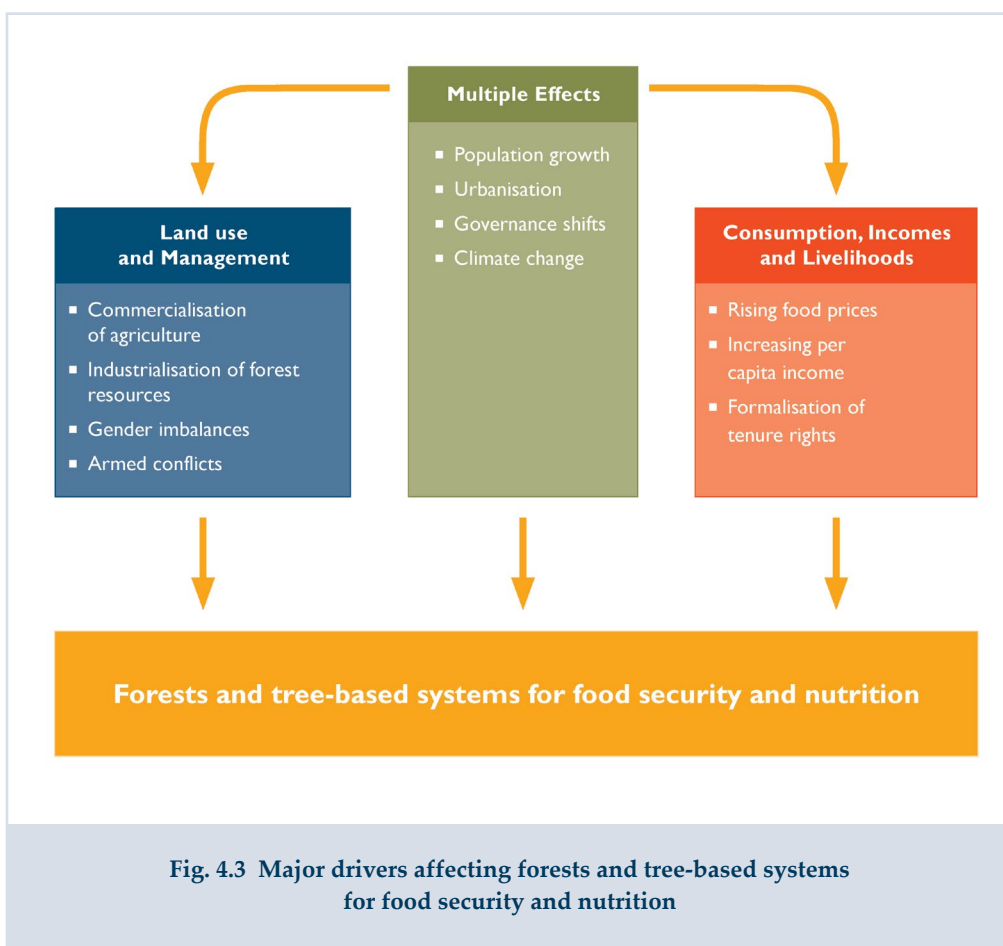 Multiple Effects
▪ Population growth
▪ Urbanisation
▪ Governance shifts
▪ Climate change
Land use
and Management
▪ Commercialisation
of agriculture
▪ Industrialisation of forest
resources
▪ Gender imbalances
▪ Armed conflicts
Consumption, Incomes
and Livelihoods
▪ Rising food prices
▪ Increasing per
capita income
▪ Formalisation of
tenure rights
Forests and tree-based systems for food security and nutrition
Fig. 4.3 Major drivers affecting forests and tree-based systems
for food security and nutrition